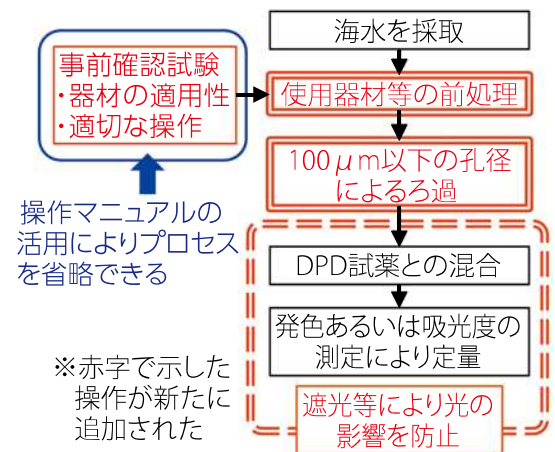 海水を採取
事前確認試験
・器材の適用性
・適切な操作
使用器材等の前処理
100μm以下の孔径
によるろ過
操作マニュアルの
活用によりプロセス
を省略できる
DPD試薬との混合
発色あるいは吸光度の
測定により定量
※赤字で示した
操作が新たに
追加された
遮光等により光の
影響を防止